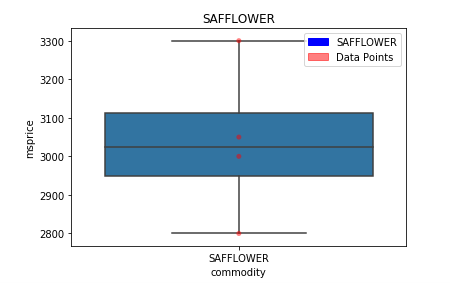 SAFFLOWER
3300
3200
3100
3000
2900
2800
msprice
SAFFLOWER
Data Points
SAFFLOWER
commodity